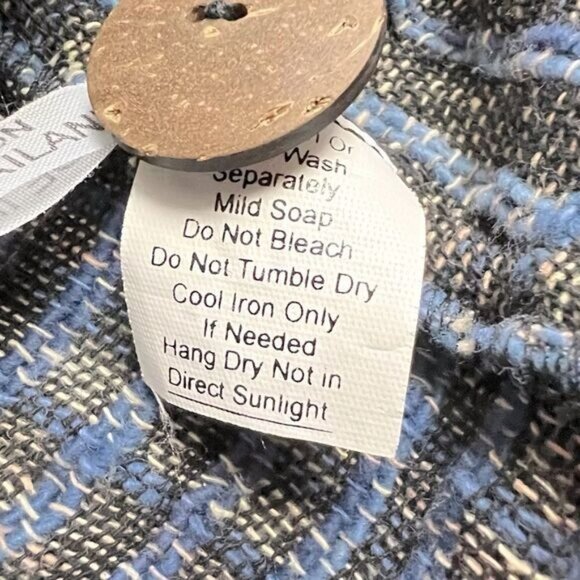 Or
Wash
Separately
Mild Soap
Do Not Bleach
Do Not Tumble Dry
Cool Iron Only
If Needed
Hang Dry Not in
Direct Sunlight